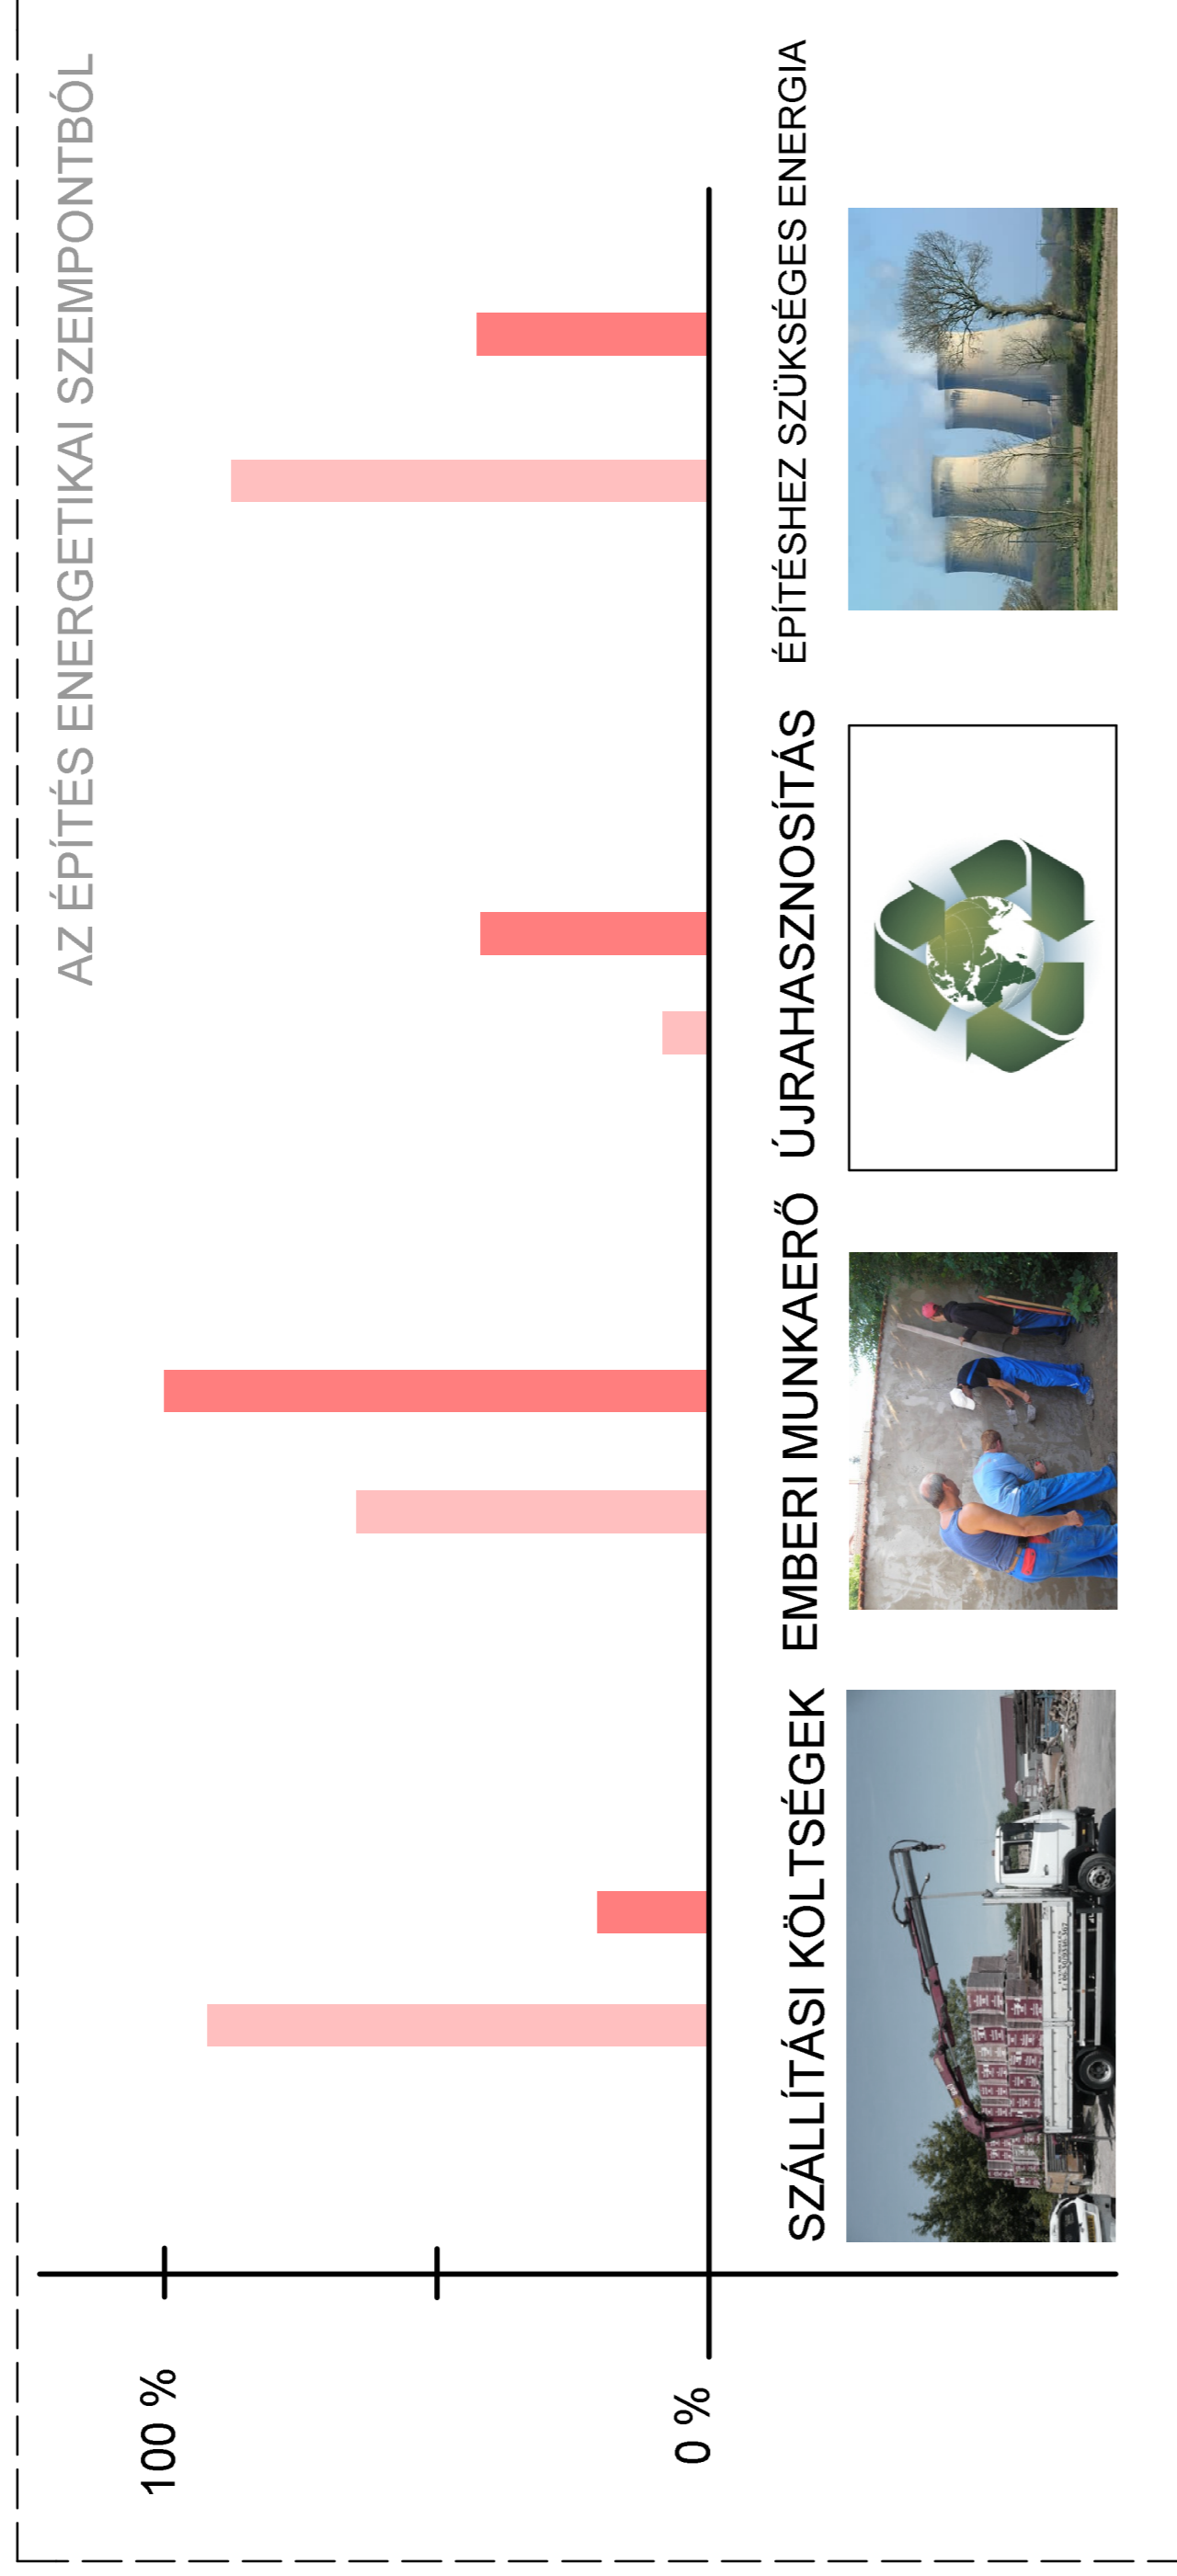 AZ ÉPÍTÉS ENERGETIKAI SZEMPONTBÓL
100 %
0 %
SZÁLLÍTÁSI KÖLTSÉGEK
EMBERI MUNKAERŐ
ÚJRAHASZNOSÍTÁS
ÉPÍTÉSHEZ SZÜKSÉGES ENERGIA